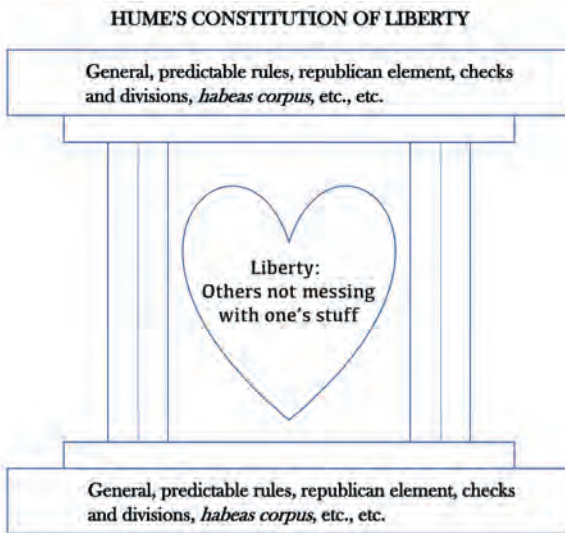 HUME'S CONSTITUTION OF LIBERTY
General, predictable rules, republican element, checks
and divisions, habeas corpus, etc., etc.
Liberty:
Others not messing
with one's stuff
General, predictable rules, republican element, checks
and divisions, habeas corpus, etc., etc.